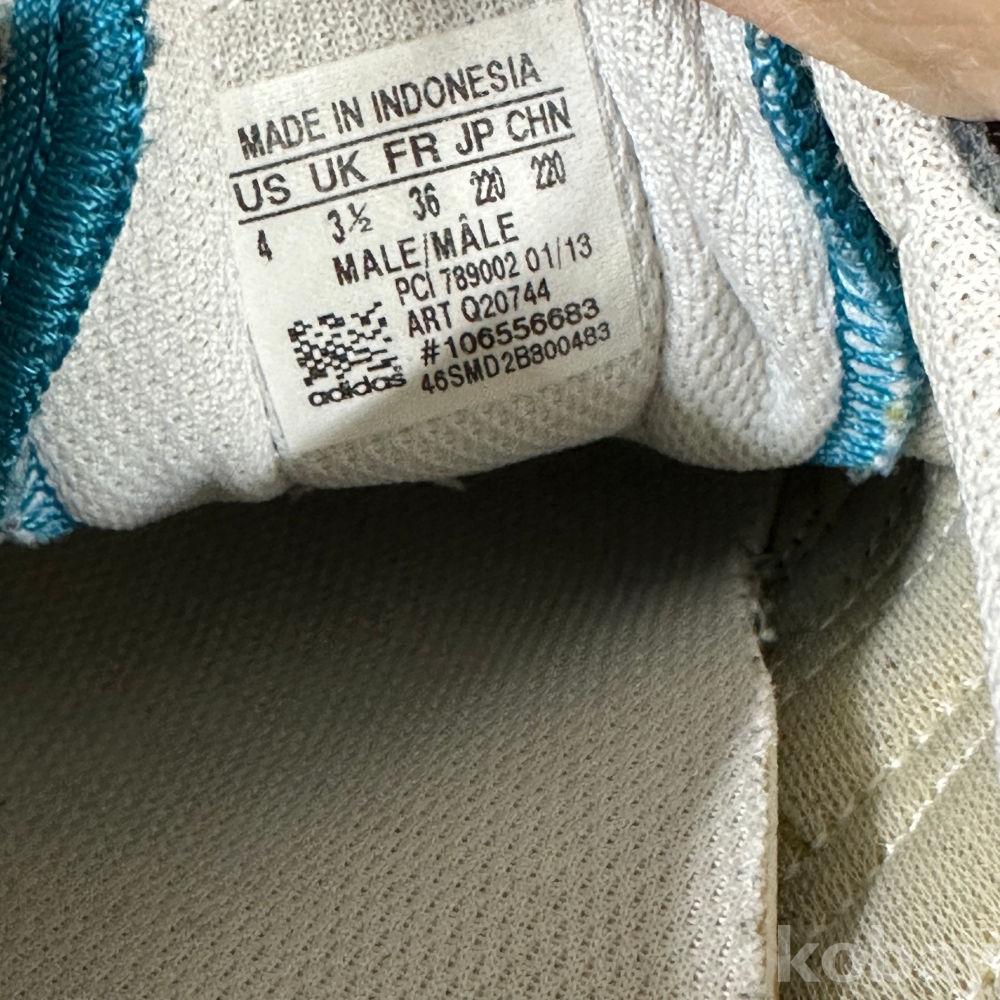 MADE IN INDONESIA
US UK FR JP CHN
4 3½ 36 220 220
MALE/MÂLE
PCI 789002 01/13
ART Q20744
#106556683
adidas 46SMD2B800483